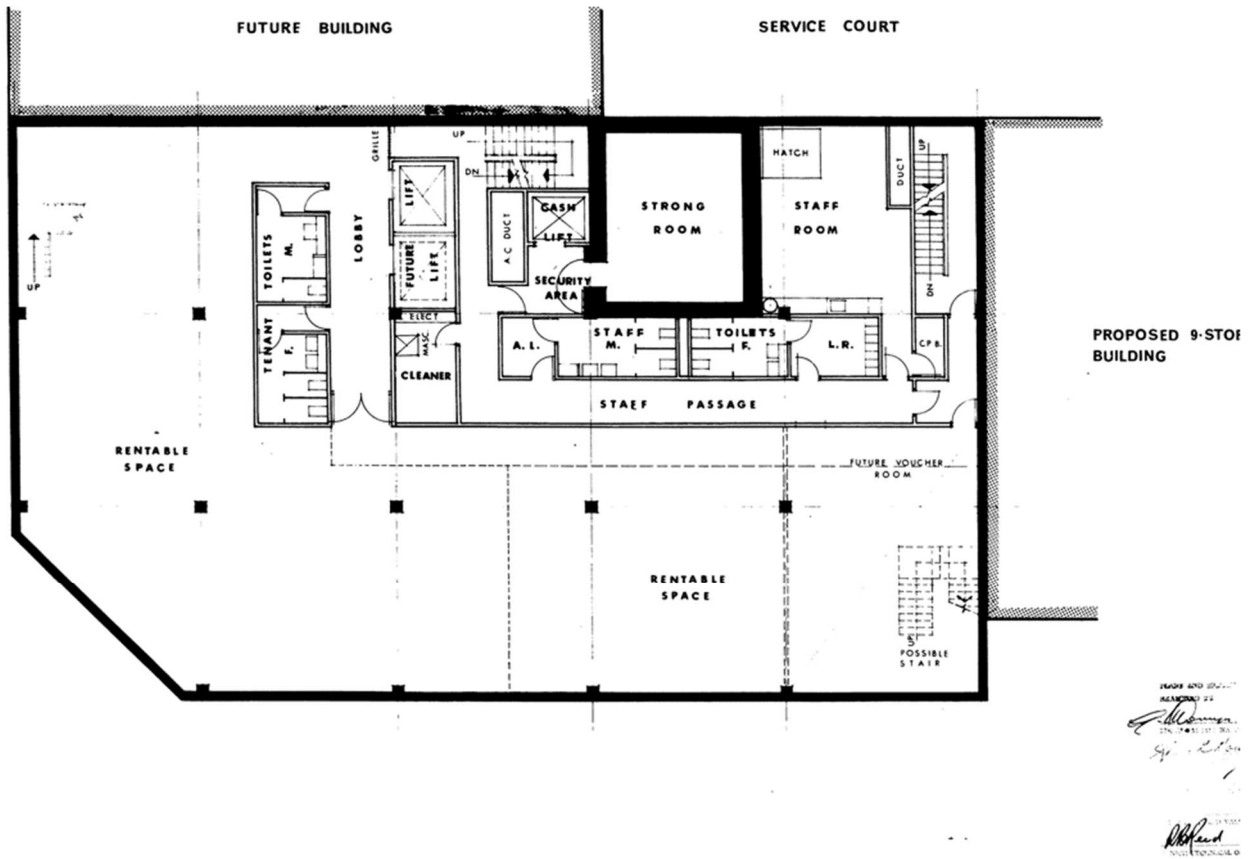 FUTURE BUILDING
SERVICE COURT
GRILLE
UP
DN
HATCH
DUCT
UP
LIFT
CASH
LIFT
STRONG
ROOM
STAFF
ROOM
LOBBY
TOILETS
M.
A.C DUCT
FUTURE
LIFT
SECURITY
AREA
UP
DN
TENANT
F.
ELECT
MASC.
CLEANER
A. L.
STAFF
M.
TOILETS
F.
L.R.
C P B.
PROPOSED 9-STOR
BUILDING
STAFF PASSAGE
RENTABLE
SPACE
FUTURE VOUCHER
ROOM
RENTABLE
SPACE
UP
POSSIBLE
STAIR